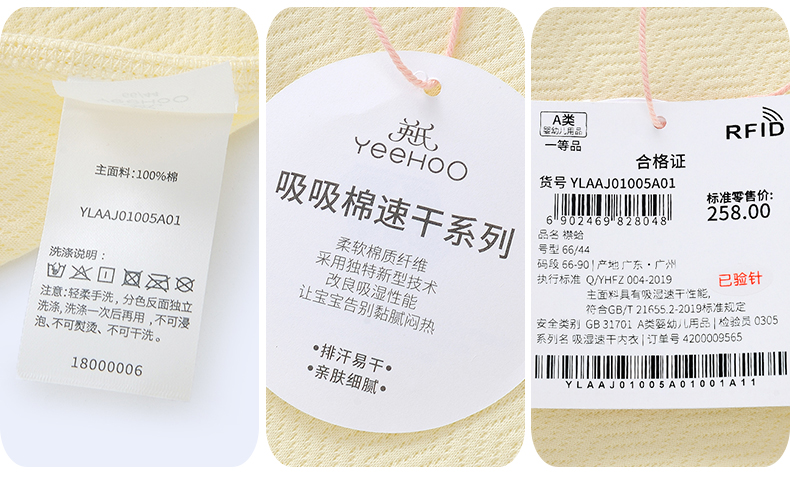 主面料:100%棉
YLAAJ01005A01
洗涤说明:
注意:轻柔手洗,分色反面独立
洗涤,洗涤一次后再用,不可浸
泡、不可熨烫、不可干洗。
18000006
YeeHoO
吸吸棉速干系列
柔软棉质纤维
采用独特新型技术
改良吸湿性能
让宝宝告别黏腻闷热
·排汗易干·
·亲肤细腻·
A类
婴幼儿用品
一等品
RFID
合格证
货号 YLAAJ01005A01
标准零售价:
258.00
6 902469 828048
品名 襟蛤
号型 66/44
码段 66-90 | 产地 广东·广州
执行标准 Q/YHFZ 004-2019
已验针
主面料具有吸湿速干性能,
符合GB/T 21655.2-2019标准规定
安全类别 GB 31701 A类婴幼儿用品 | 检验员 0305
系列名 吸湿速干内衣 | 订单号 4200009565
YLAAJ01005A01001A11